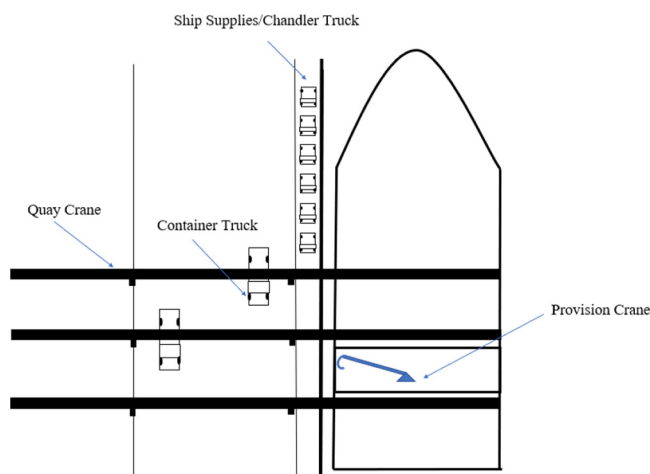 Ship Supplies/Chandler Truck
Quay Crane
Container Truck
Provision Crane